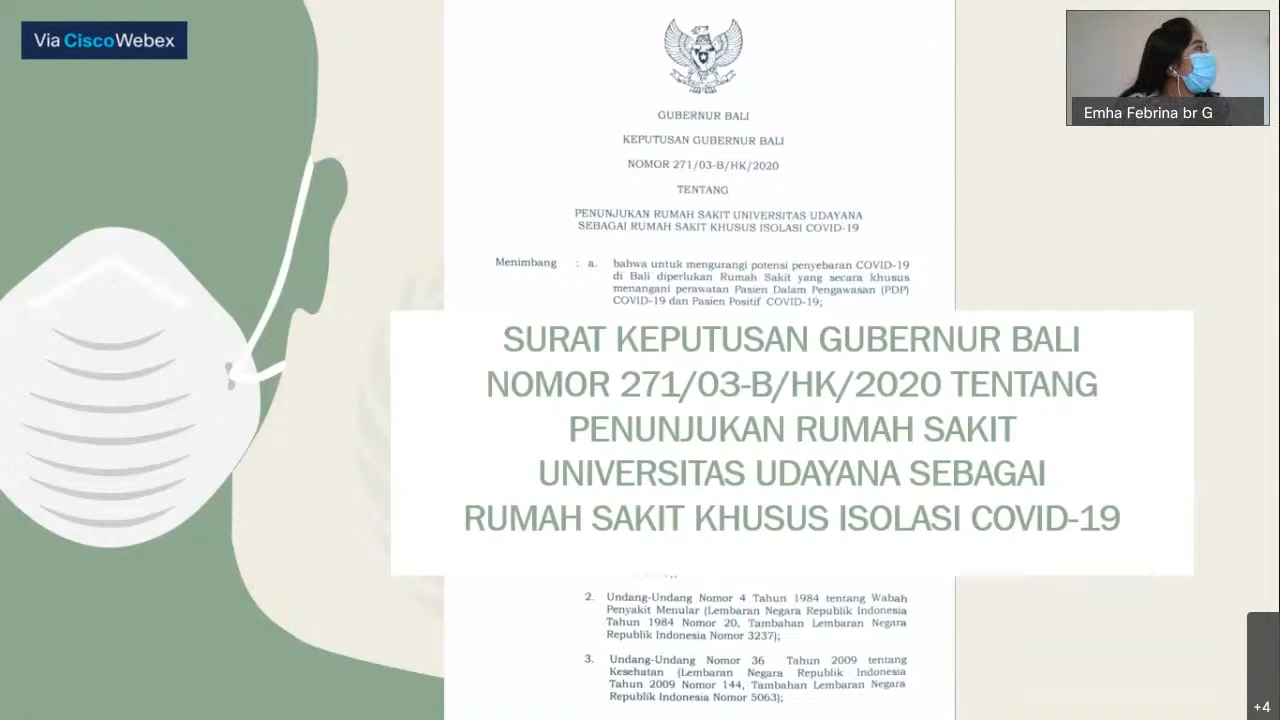 Via CiscoWebex
Emha Febrina br G
GUBERNUR BALI
KEPUTUSAN GUBERNUR BALI
NOMOR 271/03-B/HK/2020
TENTANG
PENUNJUKAN RUMAH SAKIT UNIVERSITAS UDAYANA
SEBAGAI RUMAH SAKIT KHUSUS ISOLASI COVID-19
Menimbang : a. bahwa untuk mengurangi potensi penyebaran COVID-19
di Bali diperlukan Rumah Sakit yang secara khusus
menangani perawatan Pasien Dalam Pengawasan (PDP)
COVID-19 dan Pasien Positif COVID-19;
SURAT KEPUTUSAN GUBERNUR BALI
NOMOR 271/03-B/HK/2020 TENTANG
PENUNJUKAN RUMAH SAKIT
UNIVERSITAS UDAYANA SEBAGAI
RUMAH SAKIT KHUSUS ISOLASI COVID-19
2. Undang-Undang Nomor 4 Tahun 1984 tentang Wabah
Penyakit Menular (Lembaran Negara Republik Indonesia
Tahun 1984 Nomor 20, Tambahan Lembaran Negara
Republik Indonesia Nomor 3237);
3. Undang-Undang Nomor 36 Tahun 2009 tentang
Kesehatan (Lembaran Negara Republik Indonesia
Tahun 2009 Nomor 144, Tambahan Lembaran Negara
Republik Indonesia Nomor 5063);
+4